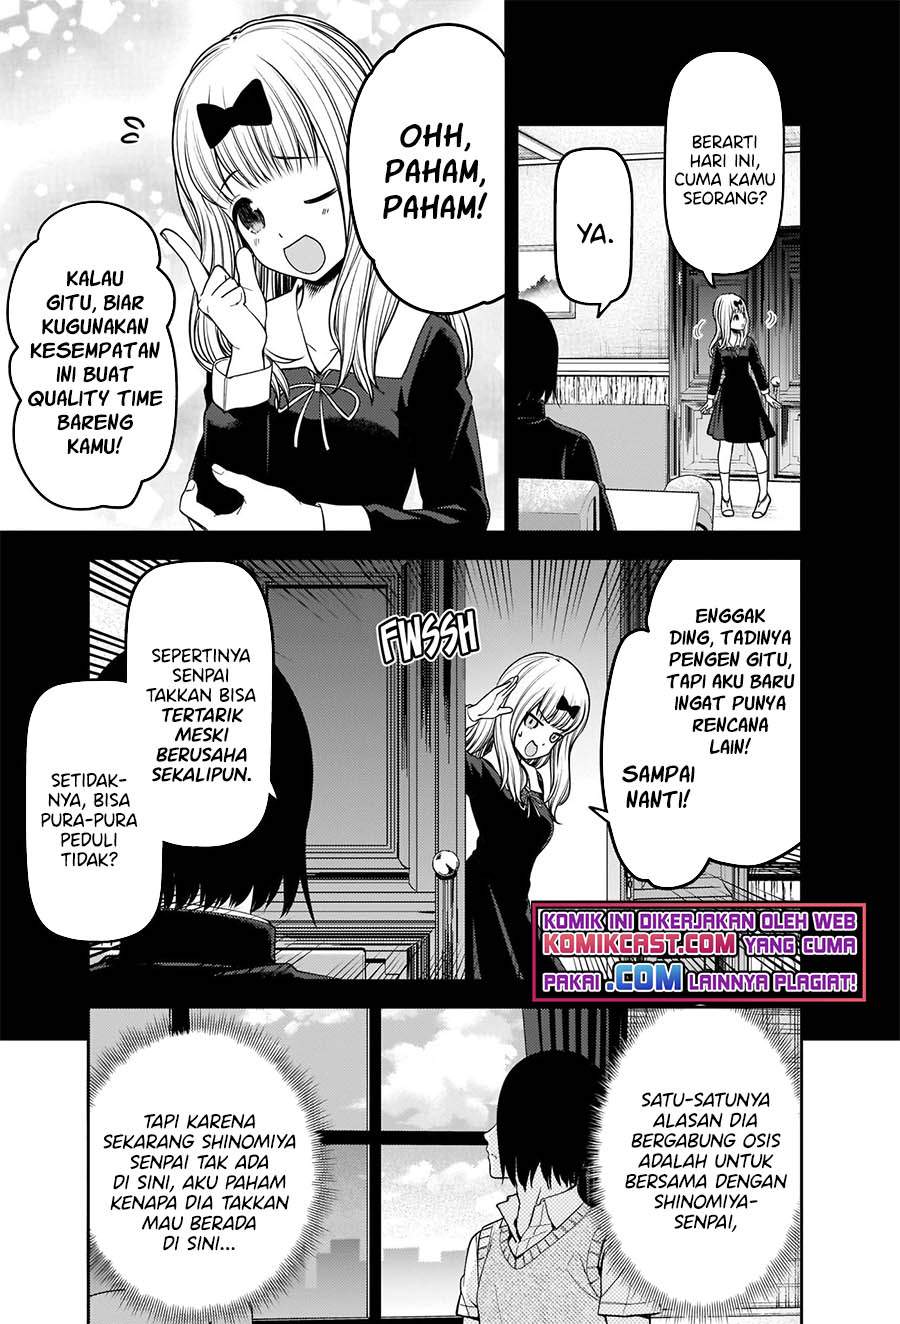 BERARTI
HARI INI,
CUMA KAMU
SEORANG?
YA.
OHH,
PAHAM,
PAHAM!
KALAU
GITU, BIAR
KUGUNAKAN
KESEMPATAN
INI BUAT
QUALITY TIME
BARENG
KAMU!
ENGGAK
DING, TADINYA
PENGEN GITU,
TAPI AKU BARU
INGAT PUNYA
RENCANA
LAIN!
SAMPAI
NANTI!
FWSSH
SEPERTINYA
SENPAI
TAKKAN BISA
TERTARIK
MESKI
BERUSAHA
SEKALIPUN.
SETIDAK-
NYA, BISA
PURA-PURA
PEDULI
TIDAK?
KOMIK INI DIKERJAKAN OLEH WEB
KOMIKCAST.COM YANG CUMA
PAKAI .COM LAINNYA PLAGIAT!
SATU-SATUNYA
ALASAN DIA
BERGABUNG OSIS
ADALAH UNTUK
BERSAMA DENGAN
SHINOMIYA-
SENPAI,
TAPI KARENA
SEKARANG SHINOMIYA
SENPAI TAK ADA
DI SINI, AKU PAHAM
KENAPA DIA TAKKAN
MAU BERADA
DI SINI...